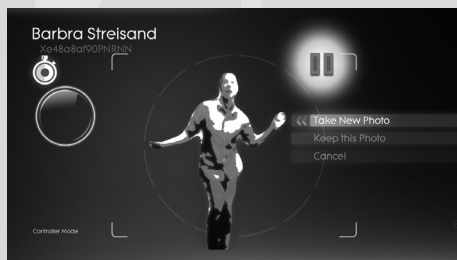 Barbra Streisand
Xe48a8af90PNRNN
Take New Photo
Keep this Photo
Cancel
Controller Mode